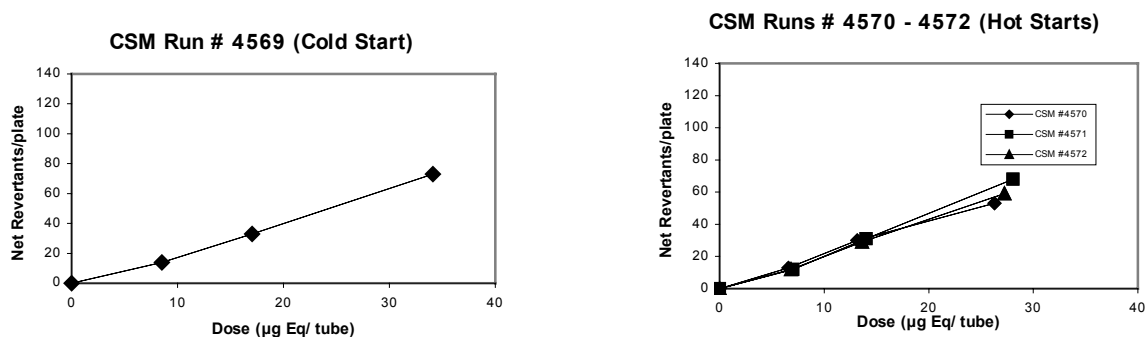 CSM Run # 4569 (Cold Start)
Net Revertants/plate
140
120
100
80
60
40
20
0
0 10 20 30 40
Dose (µg Eq/ tube)
CSM Runs # 4570 - 4572 (Hot Starts)
Net Revertants/plate
140
120
100
80
60
40
20
0
CSM #4570
CSM #4571
CSM #4572
0 10 20 30 40
Dose (µg Eq/ tube)